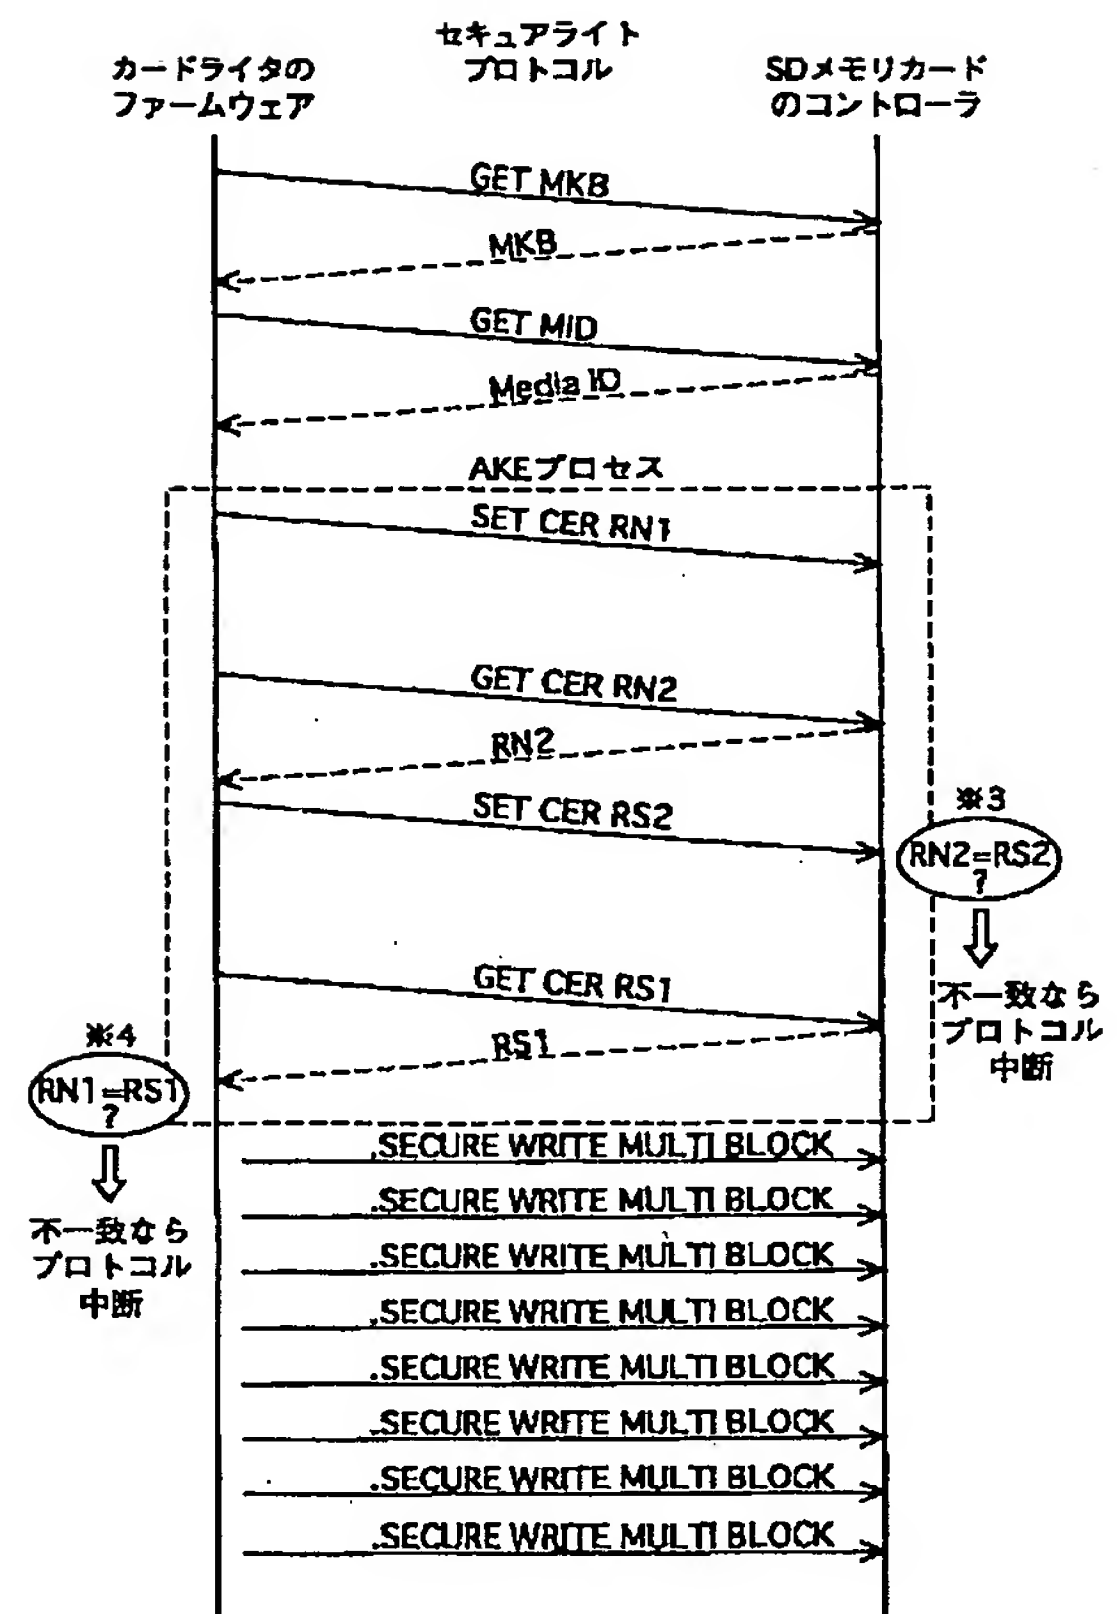 セキュアライト
プロトコル
カードライタの
ファームウェア
SDメモリカード
のコントローラ
GET MKB
MKB
GET MID
Media ID
AKEプロセス
SET CER RN1
GET CER RN2
RN2
SET CER RS2
※3
RN2=RS2
?
不一致なら
プロトコル
中断
GET CER RS1
RS1
※4
RN1=RS1
?
不一致なら
プロトコル
中断
.SECURE WRITE MULTI BLOCK
.SECURE WRITE MULTI BLOCK
.SECURE WRITE MULTI BLOCK
.SECURE WRITE MULTI BLOCK
.SECURE WRITE MULTI BLOCK
.SECURE WRITE MULTI BLOCK
.SECURE WRITE MULTI BLOCK
.SECURE WRITE MULTI BLOCK